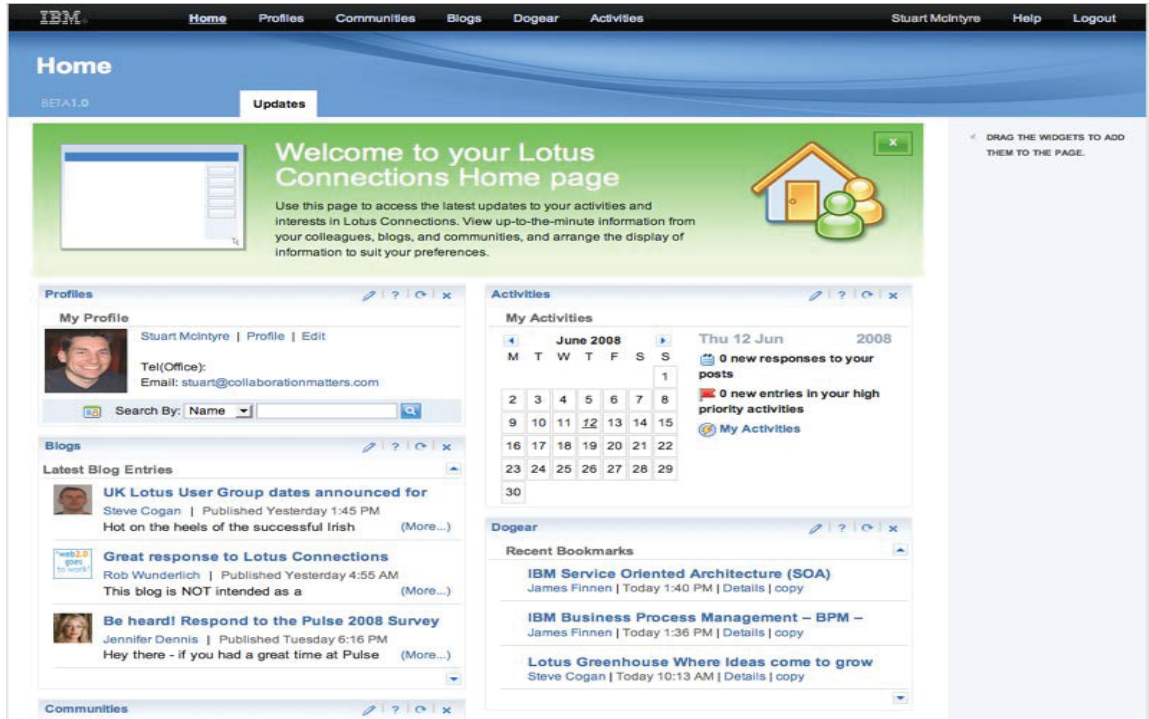 IBM.
Home Profiles Communities Blogs Dogear Activities Stuart McIntyre Help Logout
Home
BETA1.0
Updates
Welcome to your Lotus
Connections Home page
Use this page to access the latest updates to your activities and
interests in Lotus Connections. View up-to-the-minute information from
your colleagues, blogs, and communities, and arrange the display of
information to suit your preferences.
x
DRAG THE WIDGETS TO ADD
THEM TO THE PAGE.
Profiles
My Profile
Stuart McIntyre | Profile | Edit
Tel(Office):
Email: stuart@collaborationmatters.com
Search By: Name
Blogs
Latest Blog Entries
UK Lotus User Group dates announced for
Steve Cogan | Published Yesterday 1:45 PM
Hot on the heels of the successful Irish (More...)
"web2.0
goes
to work"
Great response to Lotus Connections
Rob Wunderlich | Published Yesterday 4:55 AM
This blog is NOT intended as a (More...)
Be heard! Respond to the Pulse 2008 Survey
Jennifer Dennis | Published Tuesday 6:16 PM
Hey there - if you had a great time at Pulse (More...)
Communities
Activities
My Activities
June 2008
M T W T F S S
1
2 3 4 5 6 7 8
9 10 11 12 13 14 15
16 17 18 19 20 21 22
23 24 25 26 27 28 29
30
Thu 12 Jun 2008
0 new responses to your
posts
0 new entries in your high
priority activities
My Activities
Dogear
Recent Bookmarks
IBM Service Oriented Architecture (SOA)
James Finnen | Today 1:40 PM | Details | copy
IBM Business Process Management – BPM –
James Finnen | Today 1:36 PM | Details | copy
Lotus Greenhouse Where Ideas come to grow
Steve Cogan | Today 10:13 AM | Details | copy